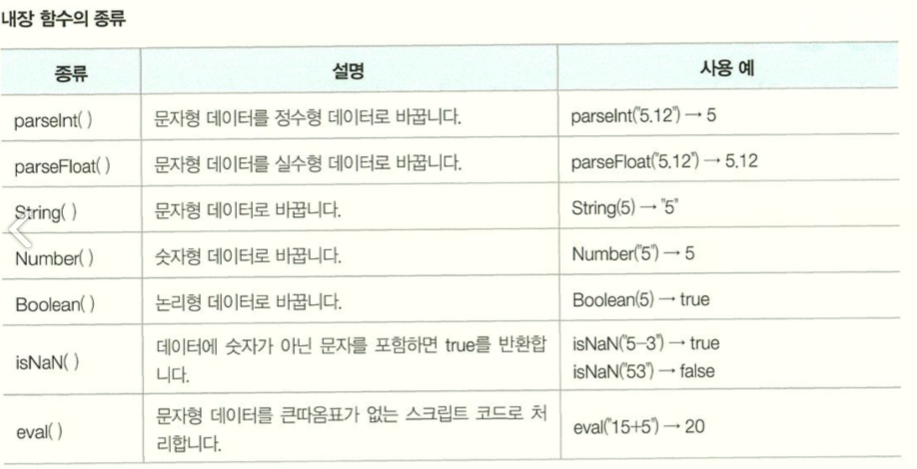 내장 함수의 종류
종류 설명 사용 예
parseInt( ) 문자형 데이터를 정수형 데이터로 바꿉니다. parseInt("5.12") → 5
parseFloat( ) 문자형 데이터를 실수형 데이터로 바꿉니다. parseFloat("5.12") → 5.12
String( ) 문자형 데이터로 바꿉니다. String(5) → "5"
Number( ) 숫자형 데이터로 바꿉니다. Number("5") → 5
Boolean( ) 논리형 데이터로 바꿉니다. Boolean(5) → true
isNaN( ) 데이터에 숫자가 아닌 문자를 포함하면 true를 반환합
니다.
isNaN("5-3") → true
isNaN("53") → false
eval( ) 문자형 데이터를 큰따옴표가 없는 스크립트 코드로 처
리합니다.
eval("15+5") → 20